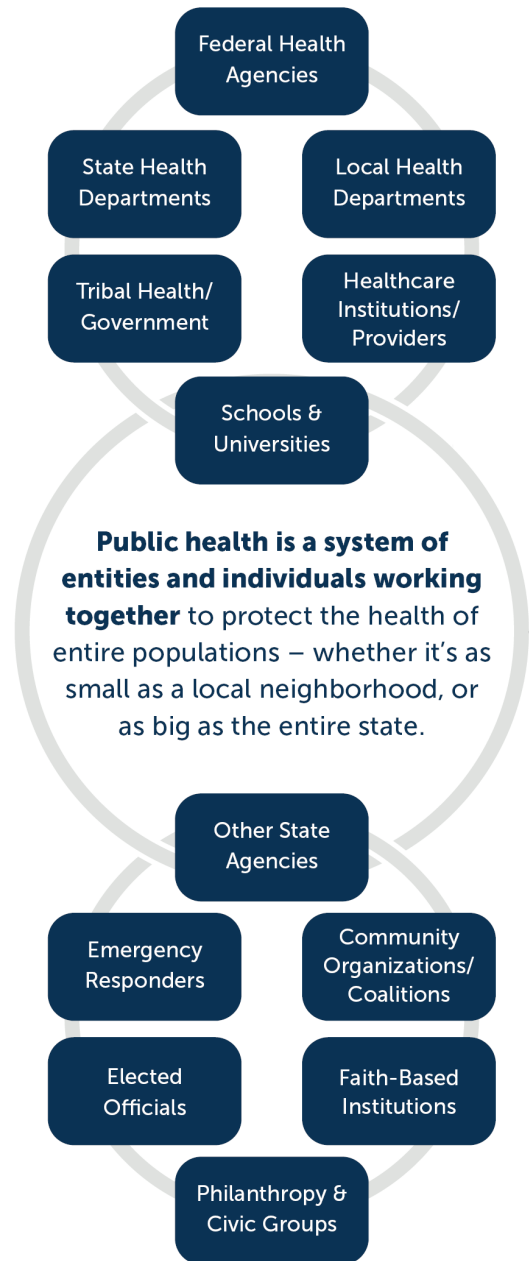 Federal Health
Agencies
State Health
Departments
Local Health
Departments
Tribal Health/
Government
Healthcare
Institutions/
Providers
Schools &
Universities
Public health is a system of
entities and individuals working
together to protect the health of
entire populations – whether it’s as
small as a local neighborhood, or
as big as the entire state.
Other State
Agencies
Emergency
Responders
Community
Organizations/
Coalitions
Elected
Officials
Faith-Based
Institutions
Philanthropy &
Civic Groups